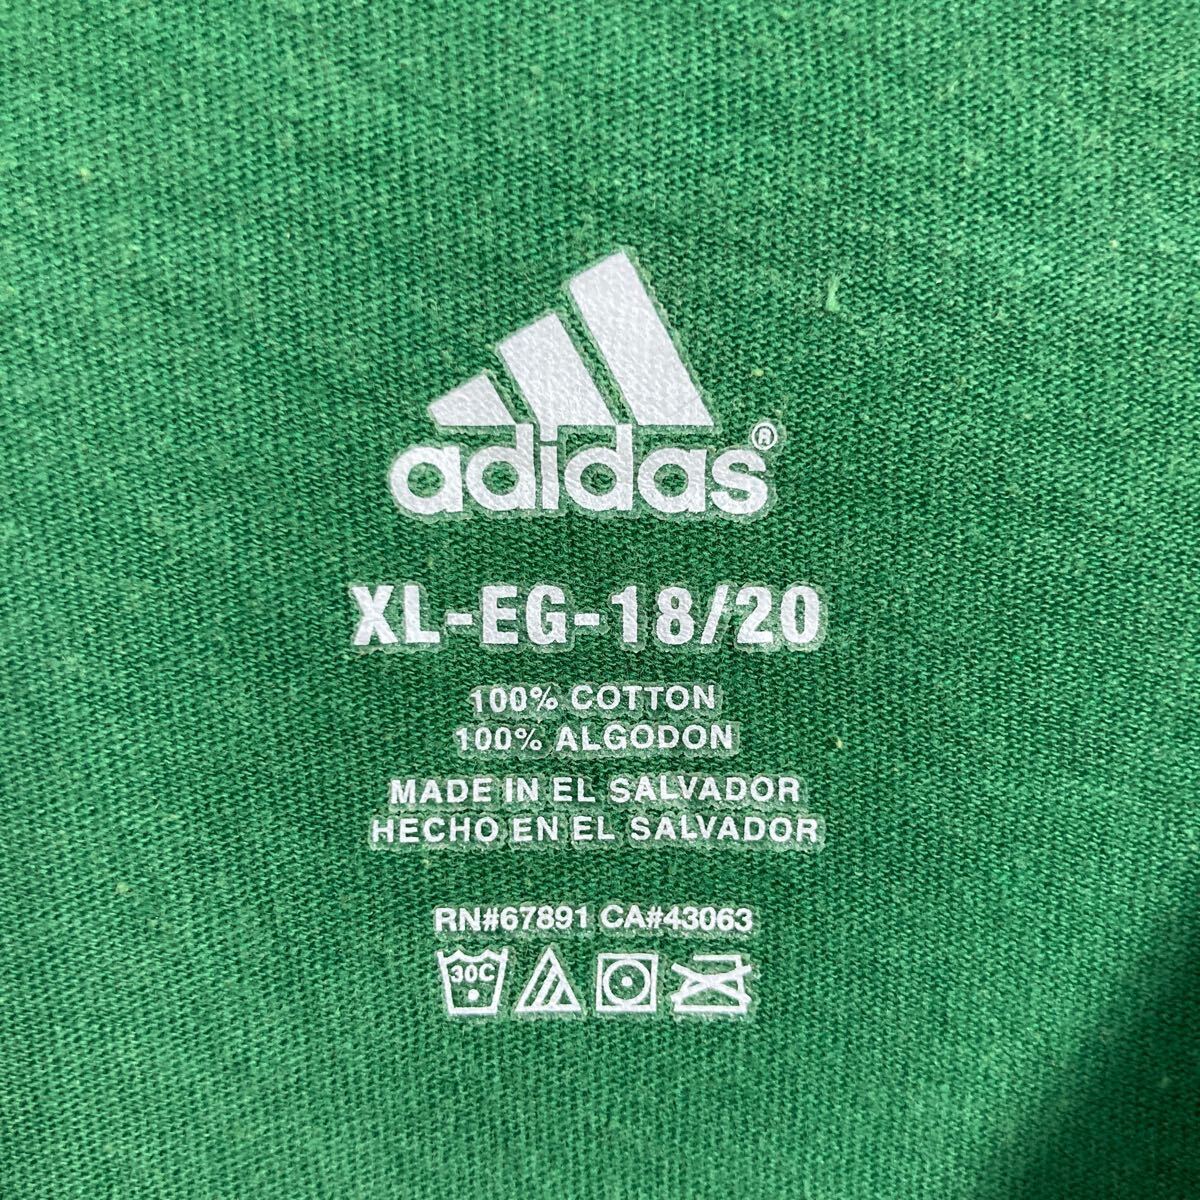 adidas®
XL-EG-18/20
100% COTTON
100% ALGODON
MADE IN EL SALVADOR
HECHO EN EL SALVADOR
RN#67891 CA#43063
30C